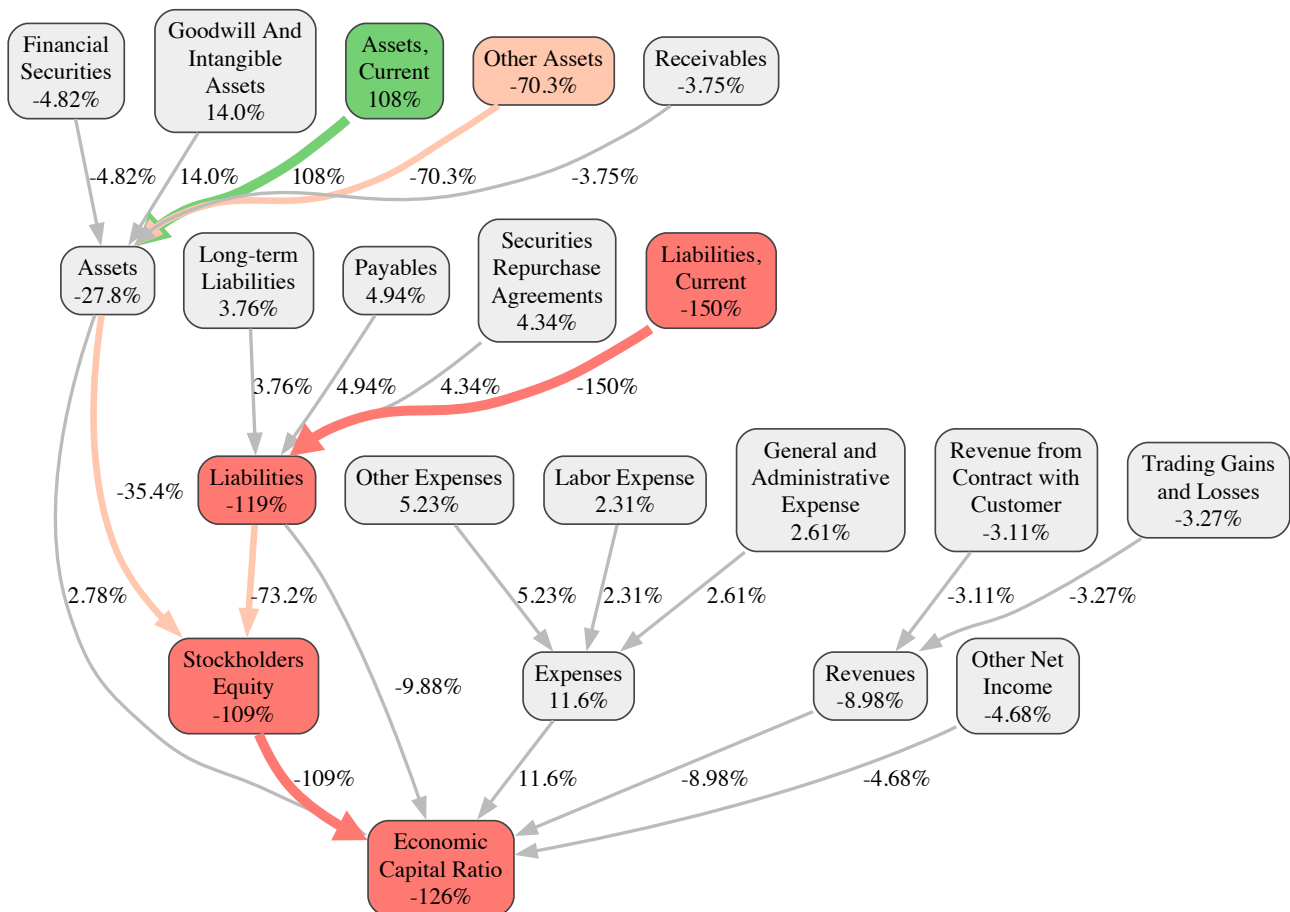 Financial
Securities
-4.82%
Goodwill And
Intangible
Assets
14.0%
Assets,
Current
108%
Other Assets
-70.3%
Receivables
-3.75%
-4.82%
14.0%
108%
-70.3%
-3.75%
Assets
-27.8%
Long-term
Liabilities
3.76%
Payables
4.94%
Securities
Repurchase
Agreements
4.34%
Liabilities,
Current
-150%
3.76%
4.94%
4.34%
-150%
Liabilities
-119%
Other Expenses
5.23%
Labor Expense
2.31%
General and
Administrative
Expense
2.61%
Revenue from
Contract with
Customer
-3.11%
Trading Gains
and Losses
-3.27%
-35.4%
2.78%
-73.2%
5.23%
2.31%
2.61%
-3.11%
-3.27%
Stockholders
Equity
-109%
-9.88%
Expenses
11.6%
Revenues
-8.98%
Other Net
Income
-4.68%
-109%
11.6%
-8.98%
-4.68%
Economic
Capital Ratio
-126%